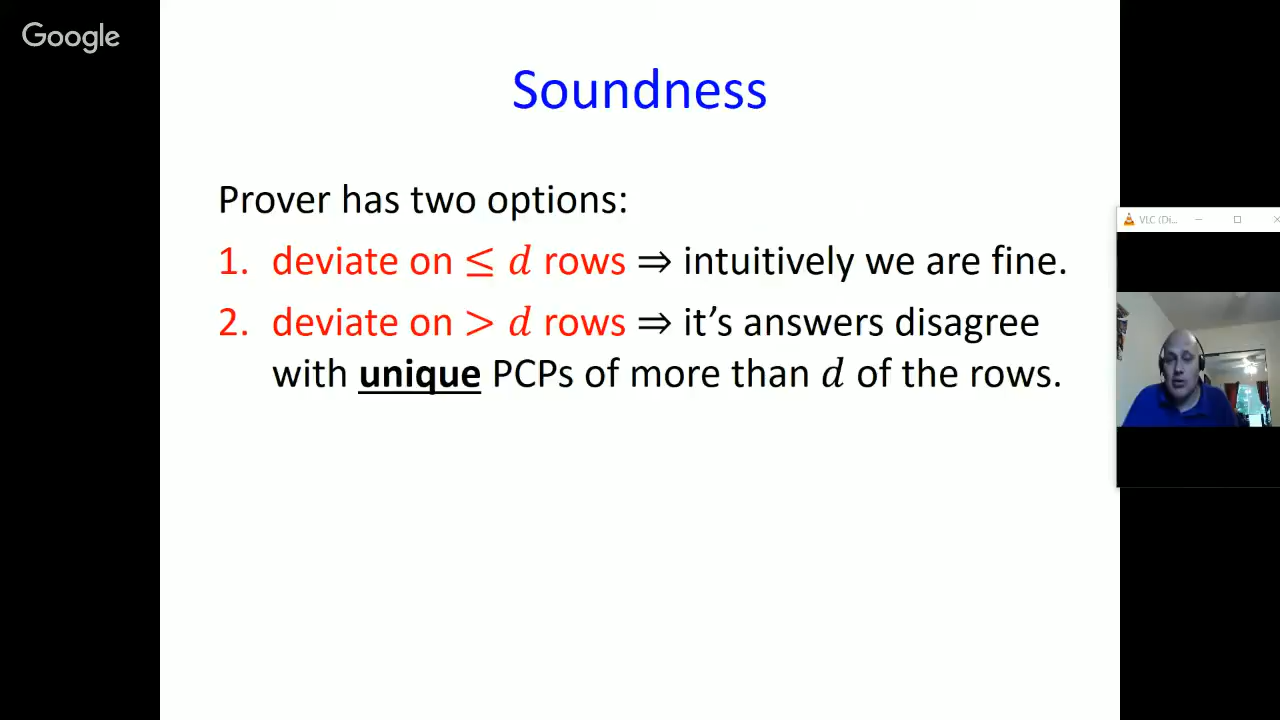 Google
Soundness
Prover has two options:
1. deviate on ≤ d rows ⇒ intuitively we are fine.
2. deviate on > d rows ⇒ it's answers disagree
with unique PCPs of more than d of the rows.
VLC (Di...